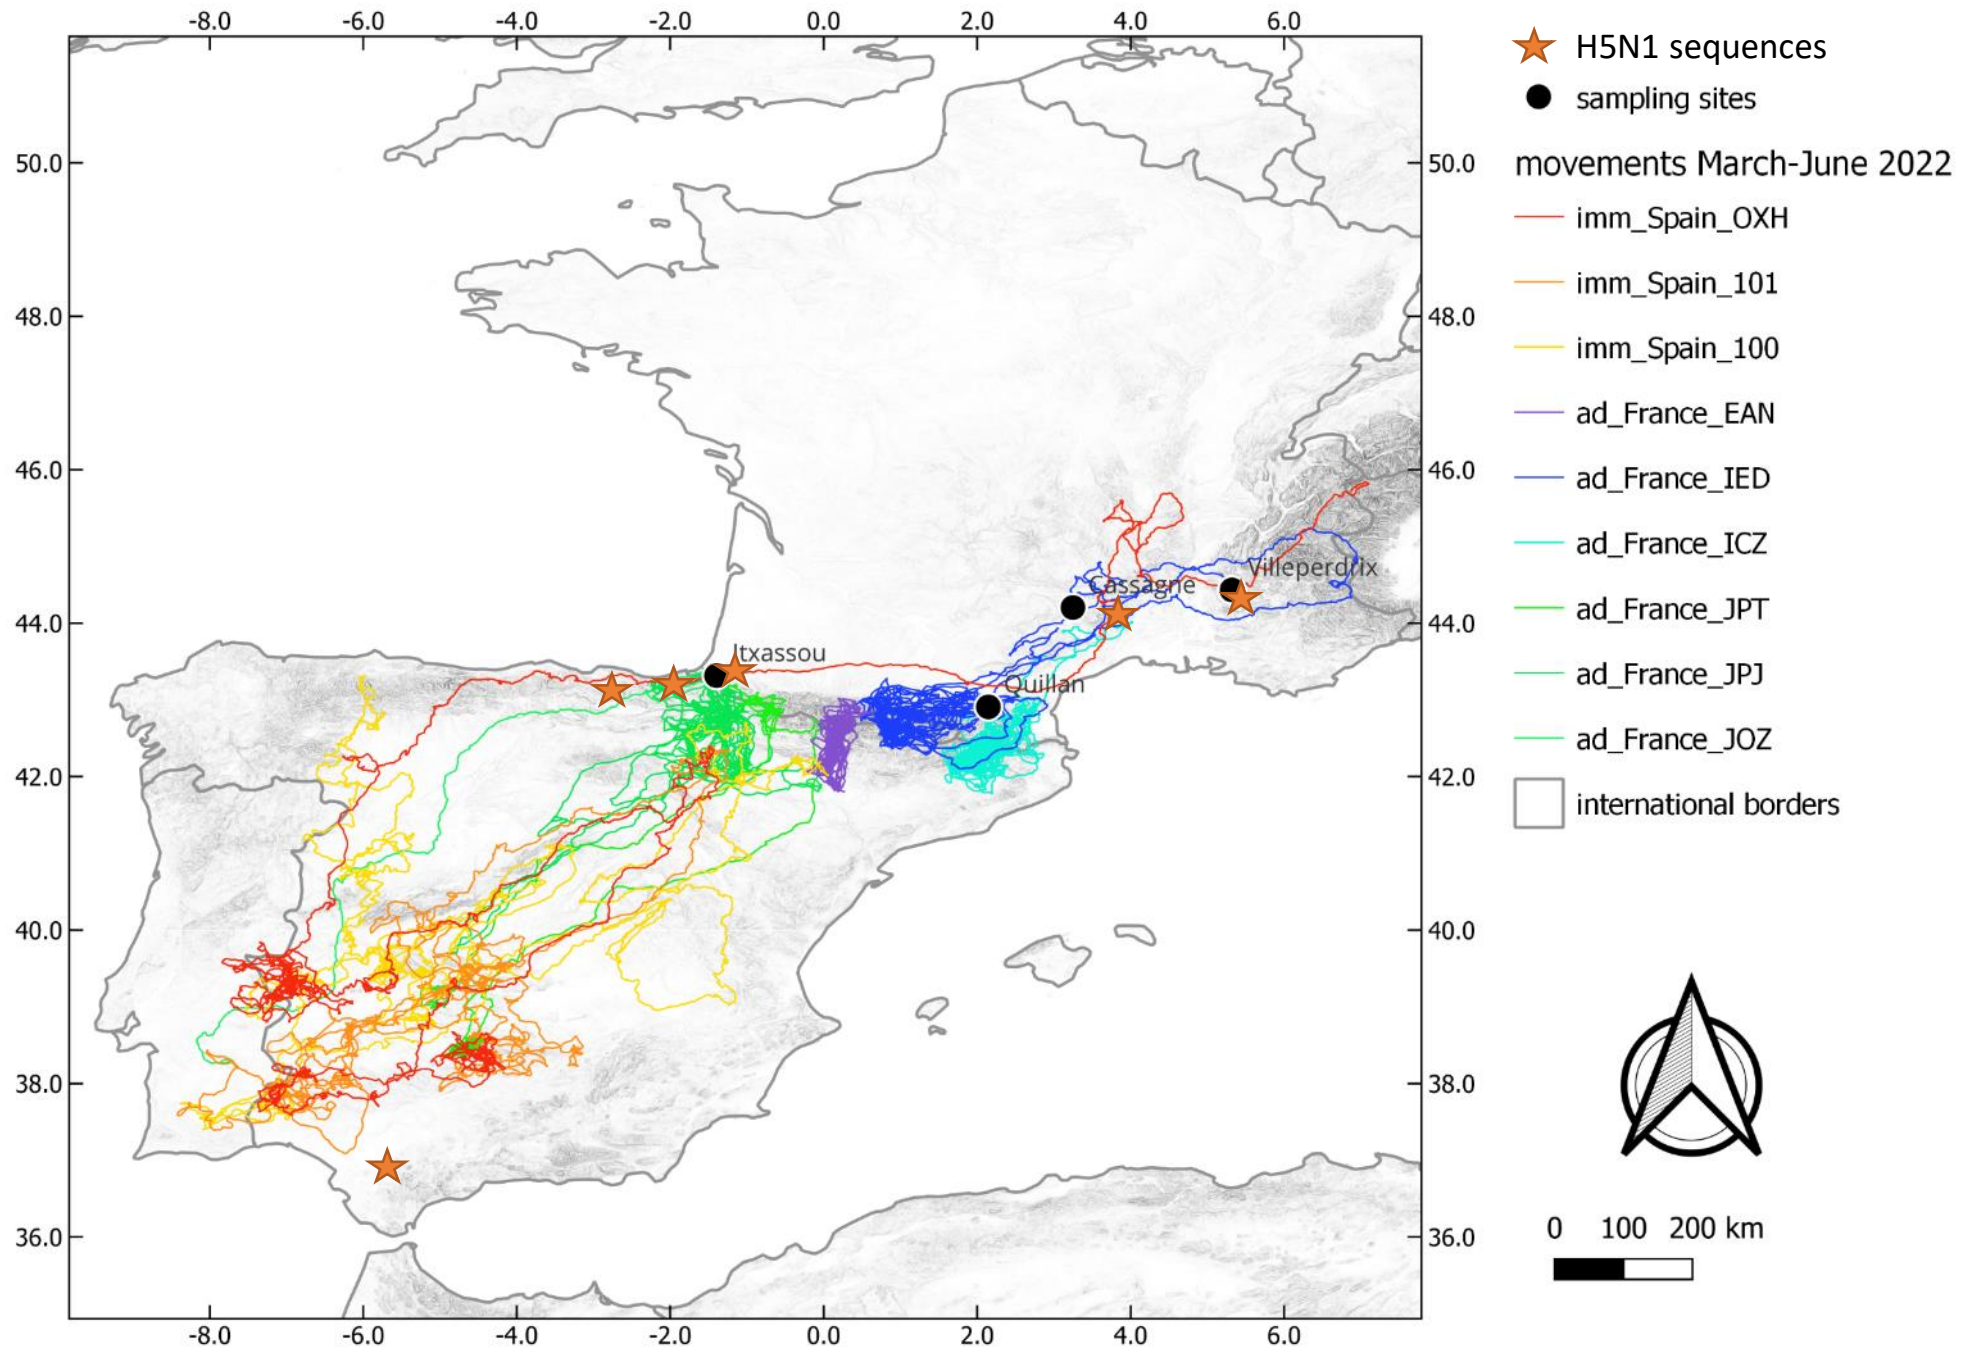 -8.0 -6.0 -4.0 -2.0 0.0 2.0 4.0 6.0
H5N1 sequences
sampling sites
movements March-June 2022
imm_Spain_OXH
imm_Spain_101
imm_Spain_100
ad_France_EAN
ad_France_IED
ad_France_ICZ
ad_France_JPT
ad_France_JPJ
ad_France_JOZ
international borders
50.0 50.0
48.0 48.0
46.0 46.0
Villeperdrix
Cassagne
44.0 44.0
Itxassou
Quillan
42.0 42.0
40.0 40.0
38.0 38.0
36.0 36.0
0 100 200 km
-8.0 -6.0 -4.0 -2.0 0.0 2.0 4.0 6.0